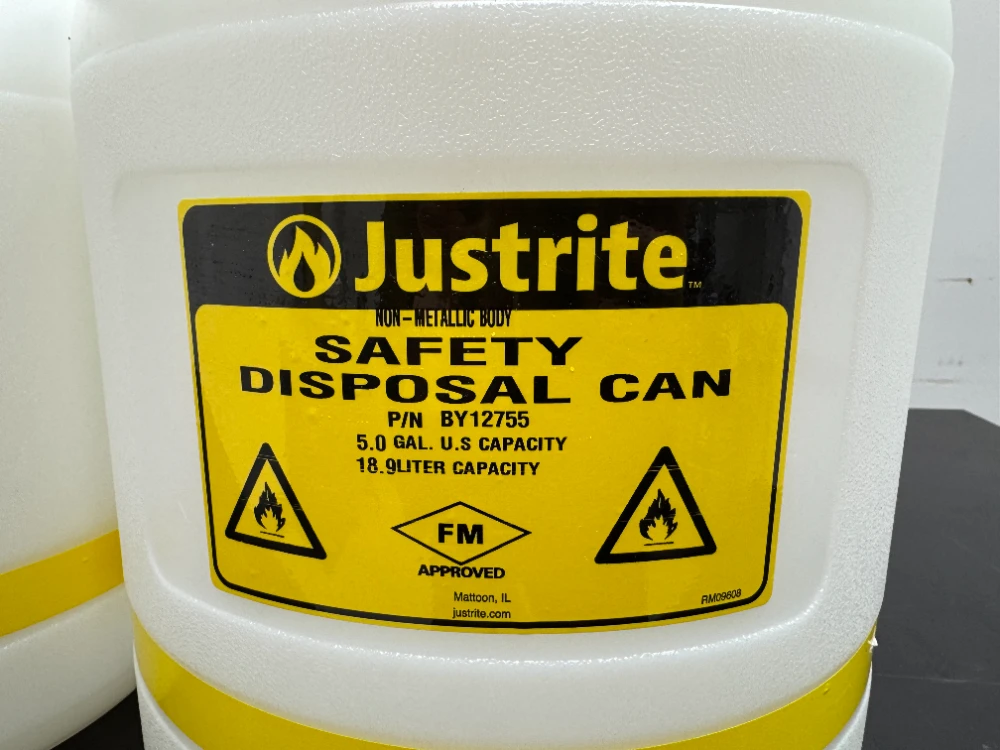 Justrite™
NON-METALLIC BODY
SAFETY
DISPOSAL CAN
P/N BY12755
5.0 GAL. U.S CAPACITY
18.9LITER CAPACITY
FM
APPROVED
Mattoon, IL
justrite.com
RM09608